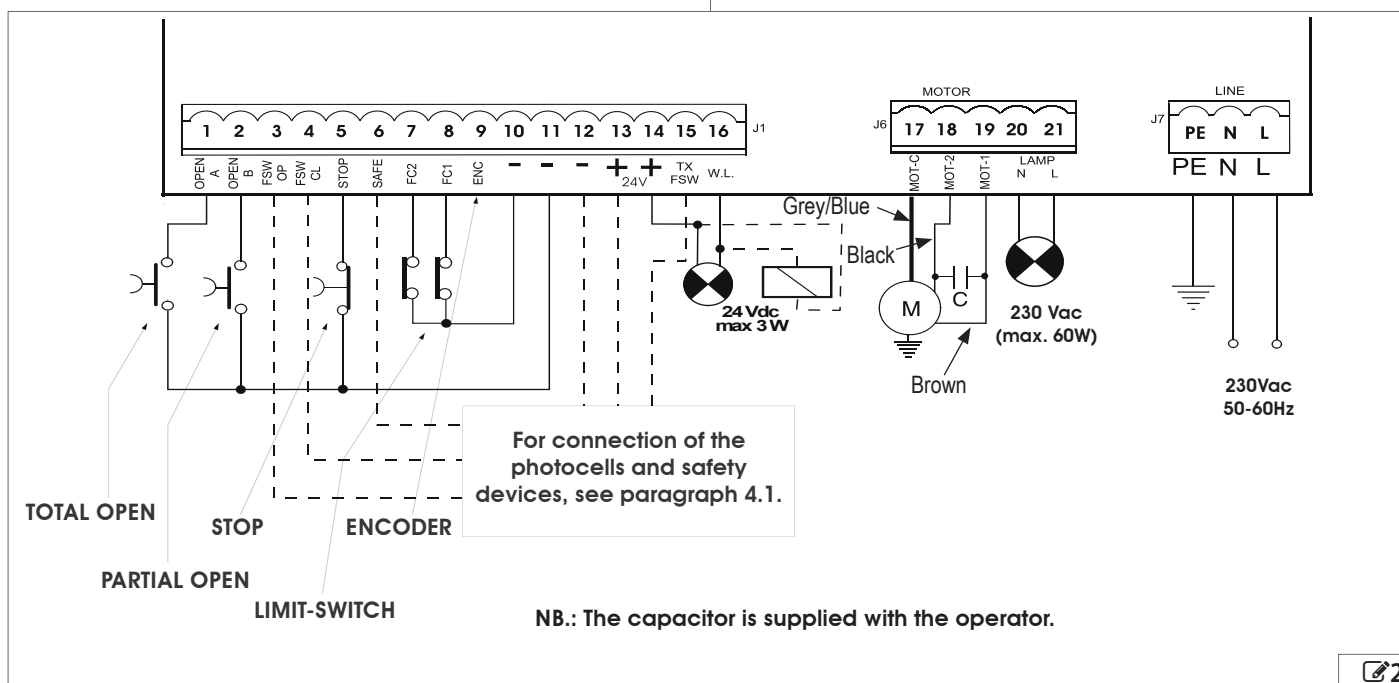 MOTOR
LINE
J1
J6
J7
1 2 3 4 5 6 7 8 9 10 11 12 13 14 15 16
17 18 19 20 21
PE N L
OPEN A
OPEN B
FSW OP
FSW CL
STOP
SAFE
FC2
FC1
ENC
- - - + +
24V
TX FSW
W.L.
MOT-C
MOT-2
MOT-1
LAMP
N L
PE N L
Grey/Blue
Black
C
M
24 Vdc
max 3 W
230 Vac
(max. 60W)
Brown
230Vac
50-60Hz
For connection of the
photocells and safety
devices, see paragraph 4.1.
TOTAL OPEN
STOP
ENCODER
PARTIAL OPEN
LIMIT-SWITCH
NB.: The capacitor is supplied with the operator.
2